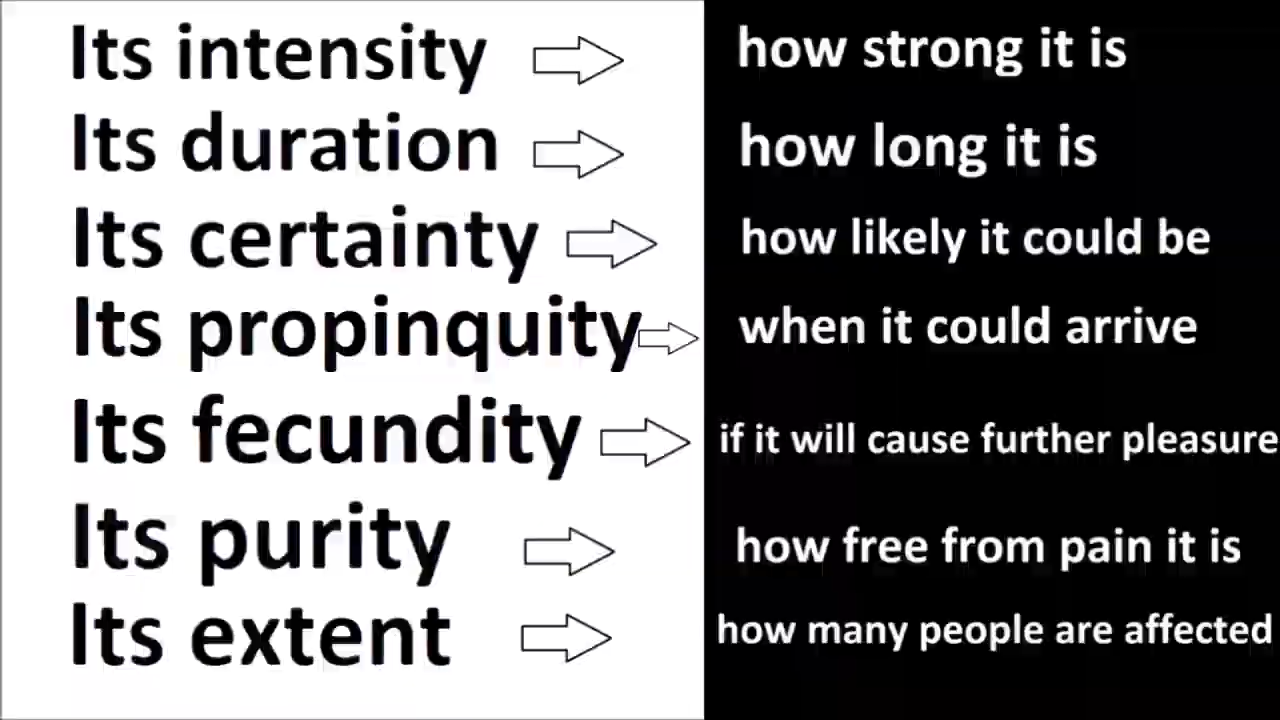 Its intensity how strong it is
Its duration how long it is
Its certainty how likely it could be
Its propinquity when it could arrive
Its fecundity if it will cause further pleasure
Its purity how free from pain it is
Its extent how many people are affected